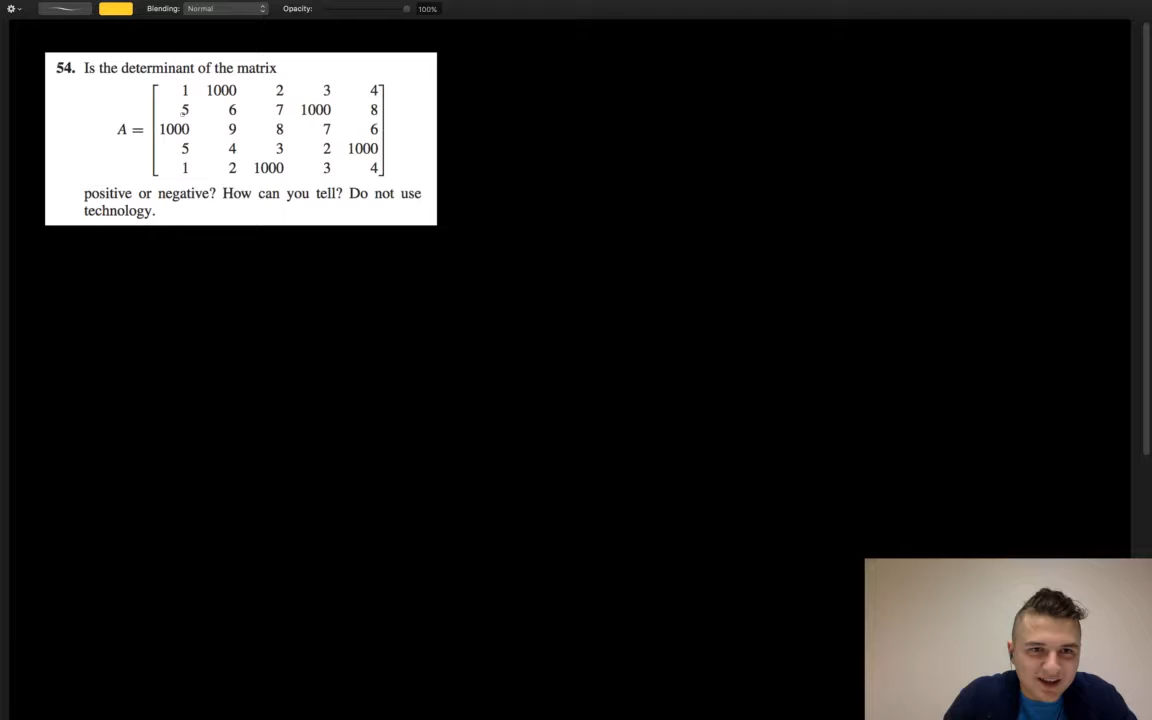 Blending: Normal Opacity: 100%
54. Is the determinant of the matrix
1 1000 2 3 4
5 6 7 1000 8
A = 1000 9 8 7 6
5 4 3 2 1000
1 2 1000 3 4
positive or negative? How can you tell? Do not use
technology.